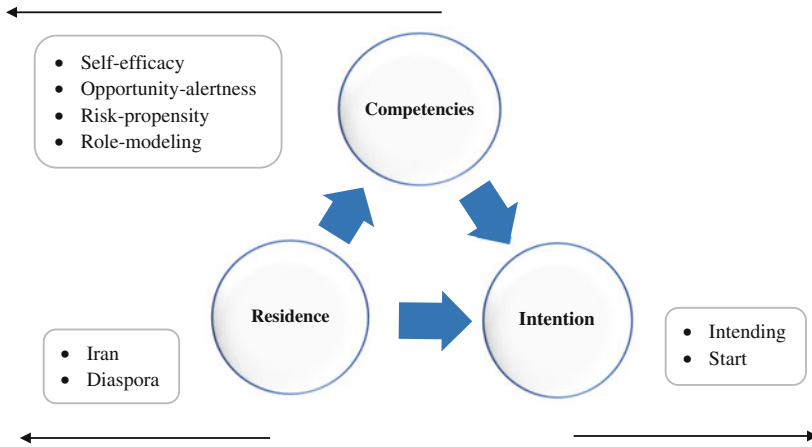 • Self-efficacy
• Opportunity-alertness
• Risk-propensity
• Role-modeling
Competencies
Residence
Intention
• Iran
• Diaspora
• Intending
• Start